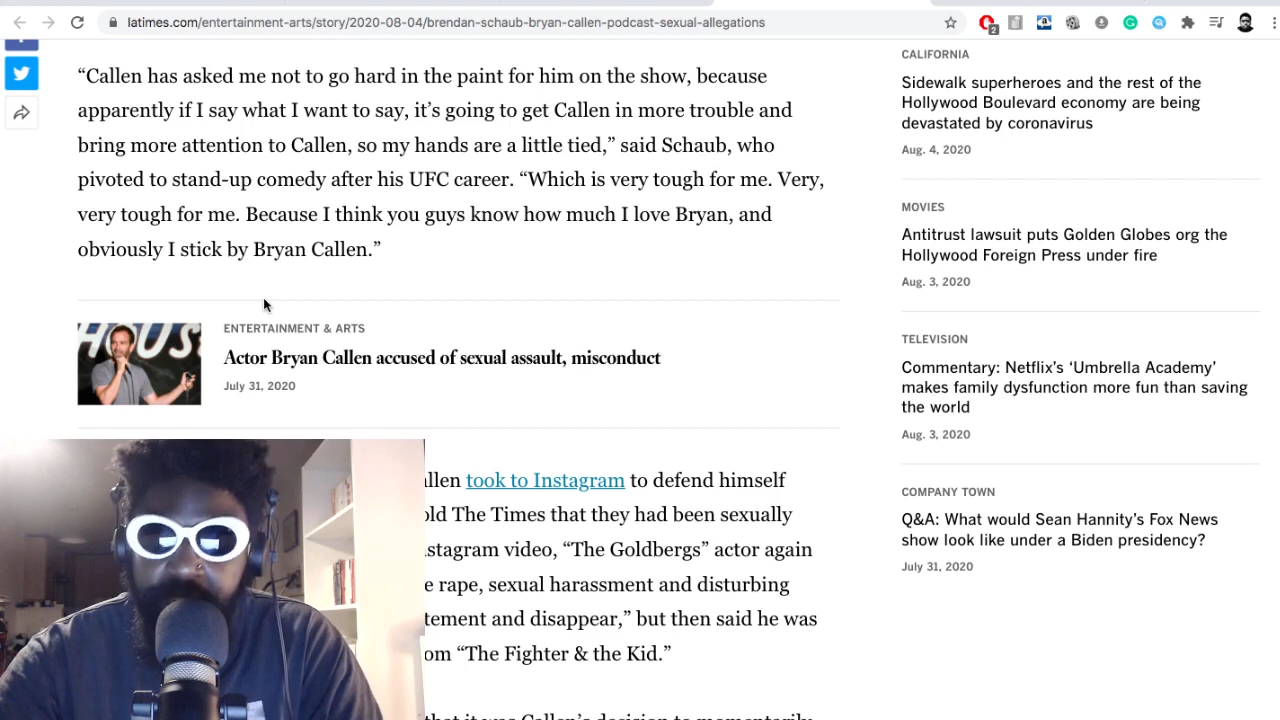 latimes.com/entertainment-arts/story/2020-08-04/brendan-schaub-bryan-callen-podcast-sexual-allegations
2
“Callen has asked me not to go hard in the paint for him on the show, because
apparently if I say what I want to say, it’s going to get Callen in more trouble and
bring more attention to Callen, so my hands are a little tied,” said Schaub, who
pivoted to stand-up comedy after his UFC career. “Which is very tough for me. Very,
very tough for me. Because I think you guys know how much I love Bryan, and
obviously I stick by Bryan Callen.”
HOUS
ENTERTAINMENT & ARTS
Actor Bryan Callen accused of sexual assault, misconduct
July 31, 2020
allen took to Instagram to defend himself
old The Times that they had been sexually
nstagram video, “The Goldbergs” actor again
e rape, sexual harassment and disturbing
tement and disappear,” but then said he was
om “The Fighter & the Kid.”
that it was Callen’s decision to momentarily
CALIFORNIA
Sidewalk superheroes and the rest of the
Hollywood Boulevard economy are being
devastated by coronavirus
Aug. 4, 2020
MOVIES
Antitrust lawsuit puts Golden Globes org the
Hollywood Foreign Press under fire
Aug. 3, 2020
TELEVISION
Commentary: Netflix’s ‘Umbrella Academy’
makes family dysfunction more fun than saving
the world
Aug. 3, 2020
COMPANY TOWN
Q&A: What would Sean Hannity’s Fox News
show look like under a Biden presidency?
July 31, 2020